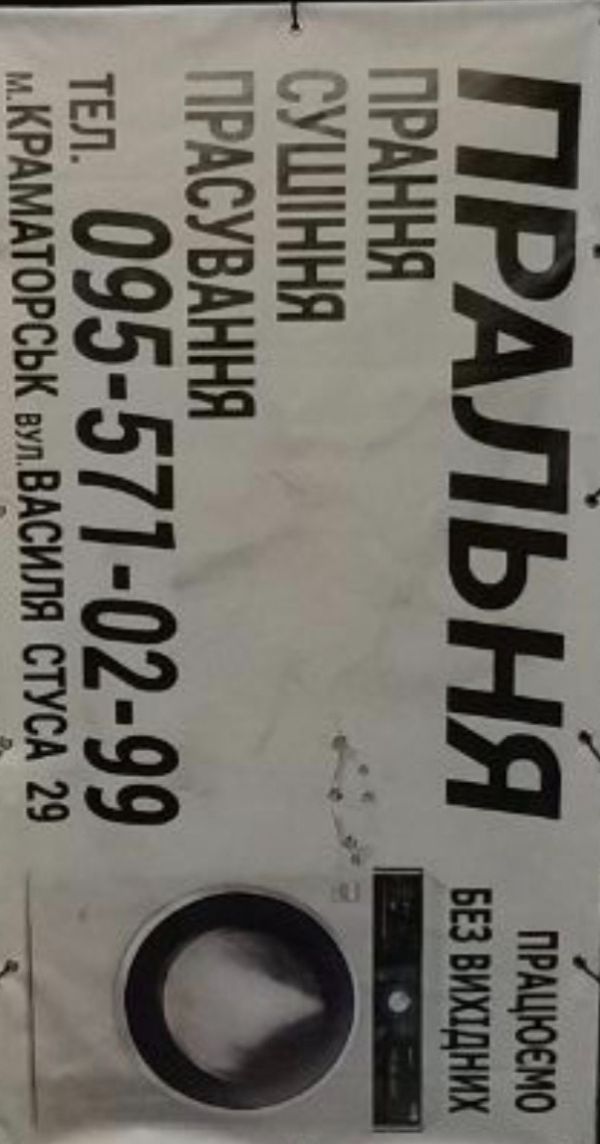 ПРАЛЬНЯ
ПРАЦЮЄМО
БЕЗ ВИХІДНИХ
ПРАННЯ
СУШІННЯ
ПРАСУВАННЯ
ТЕЛ. 095-571-02-99
м.КРАМАТОРСЬК вул.ВАСИЛЯ СТУСА 29